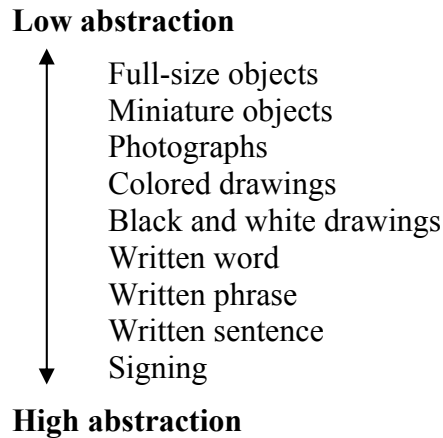 Low abstraction
Full-size objects
Miniature objects
Photographs
Colored drawings
Black and white drawings
Written word
Written phrase
Written sentence
Signing
High abstraction